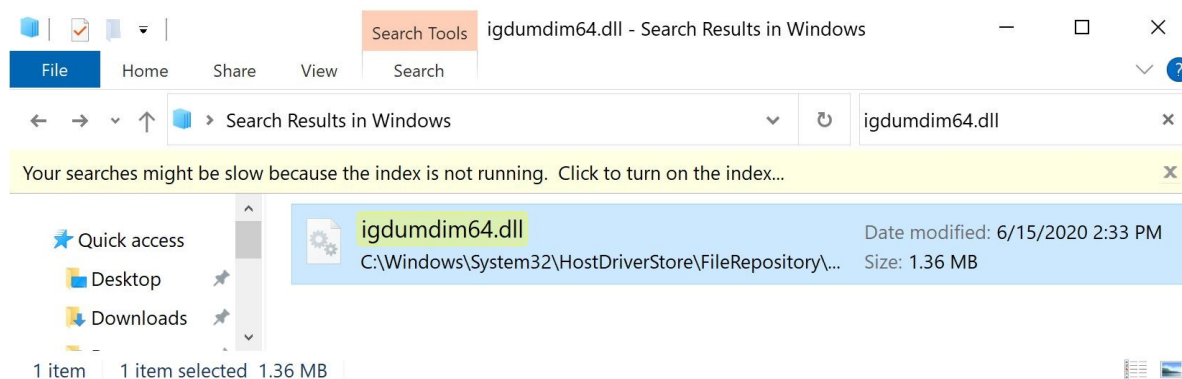 Search Tools igdumdim64.dll - Search Results in Windows
File Home Share View Search
Search Results in Windows igdumdim64.dll
Your searches might be slow because the index is not running. Click to turn on the index...
Quick access
igdumdim64.dll Date modified: 6/15/2020 2:33 PM
C:\Windows\System32\HostDriverStore\FileRepository\... Size: 1.36 MB
Desktop
Downloads
1 item 1 item selected 1.36 MB